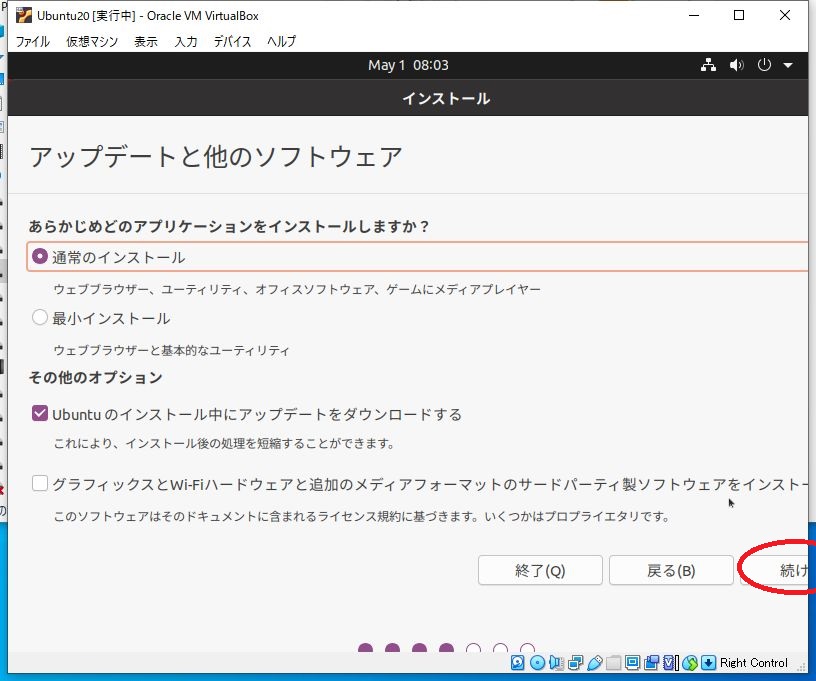 Ubuntu20 [実行中] - Oracle VM VirtualBox
ファイル 仮想マシン 表示 入力 デバイス ヘルプ
May 1 08:03
インストール
アップデートと他のソフトウェア
あらかじめどのアプリケーションをインストールしますか？
通常のインストール
ウェブブラウザー、ユーティリティ、オフィスソフトウェア、ゲームにメディアプレイヤー
最小インストール
ウェブブラウザーと基本的なユーティリティ
その他のオプション
Ubuntu のインストール中にアップデートをダウンロードする
これにより、インストール後の処理を短縮することができます。
グラフィックスとWi-Fiハードウェアと追加のメディアフォーマットのサードパーティ製ソフトウェアをインストー
このソフトウェアはそのドキュメントに含まれるライセンス規約に基づきます。いくつかはプロプライエタリです。
終了(Q) 戻る(B) 続け
Right Control